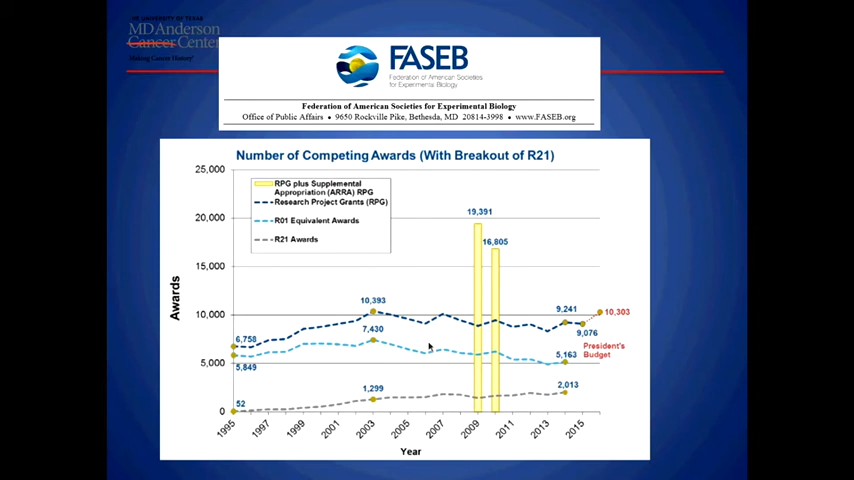 THE UNIVERSITY OF TEXAS
MD Anderson
Cancer Center
Making Cancer History®
FASEB
Federation of American Societies
for Experimental Biology
Federation of American Societies for Experimental Biology
Office of Public Affairs • 9650 Rockville Pike, Bethesda, MD 20814-3998 • www.FASEB.org
Number of Competing Awards (With Breakout of R21)
25,000
20,000
15,000
10,000
5,000
0
Awards
RPG plus Supplemental
Appropriation (ARRA) RPG
Research Project Grants (RPG)
R01 Equivalent Awards
R21 Awards
19,391
16,805
10,393
9,241
10,303
9,076
6,758
7,430
President's
Budget
5,849
5,163
52
1,299
2,013
1995
1997
1999
2001
2003
2005
2007
2009
2011
2013
2015
Year